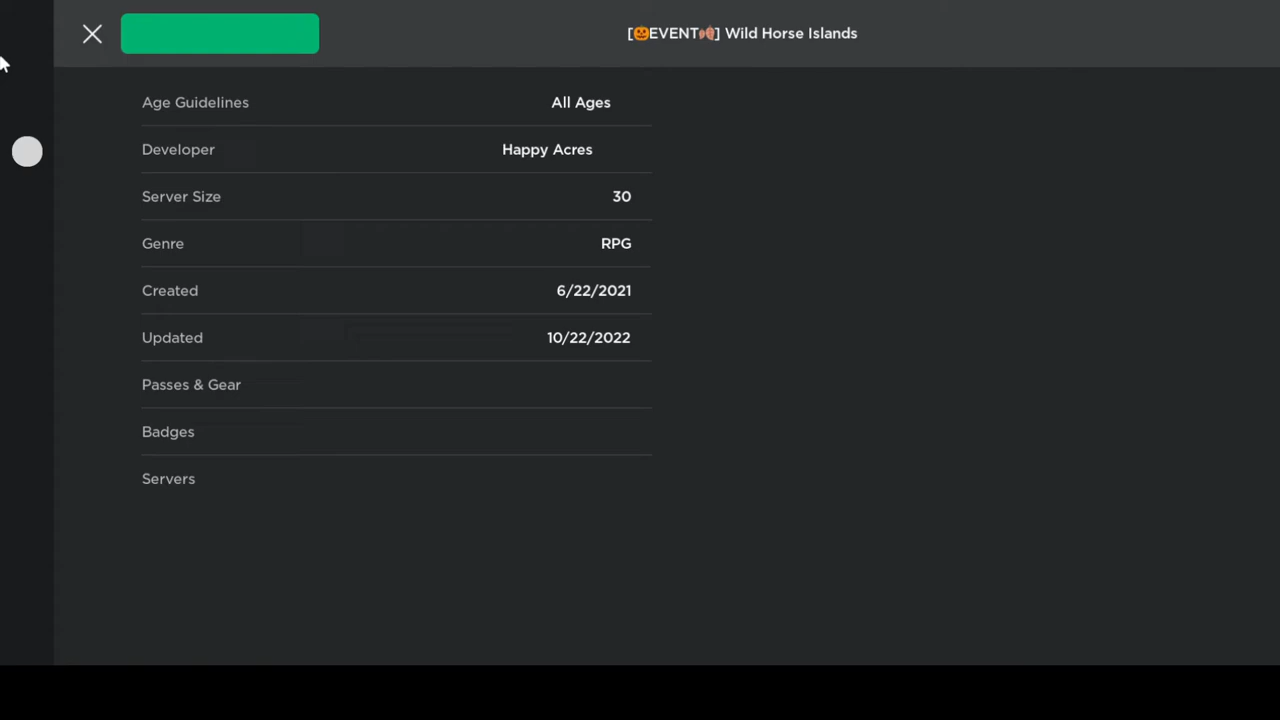 [🎃EVENT🍂] Wild Horse Islands
Age Guidelines All Ages
Developer Happy Acres
Server Size 30
Genre RPG
Created 6/22/2021
Updated 10/22/2022
Passes & Gear
Badges
Servers